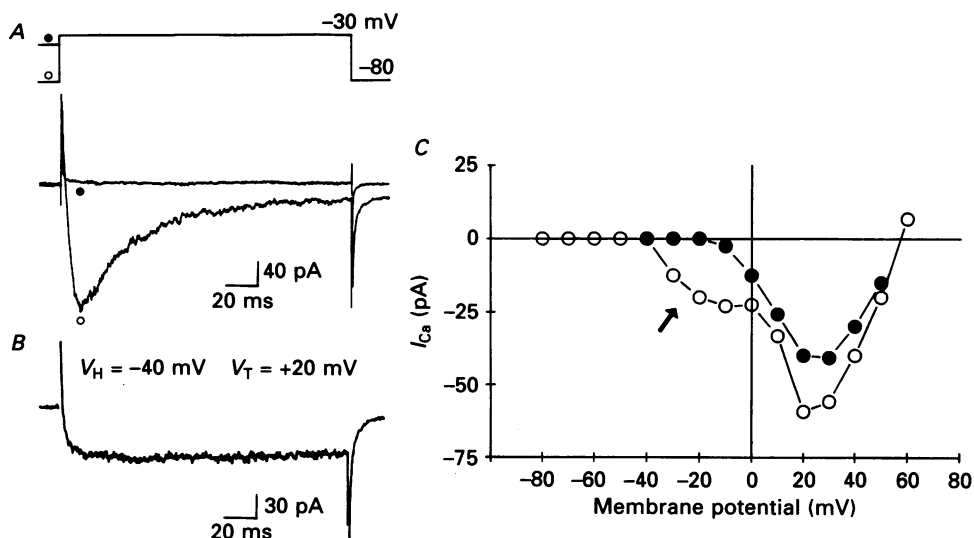 A
−30 mV
−80
40 pA
20 ms
B
V_H = −40 mV V_T = +20 mV
30 pA
20 ms
C
25
0
−25
−50
−75
I_Ca (pA)
−80 −60 −40 −20 0 20 40 60 80
Membrane potential (mV)